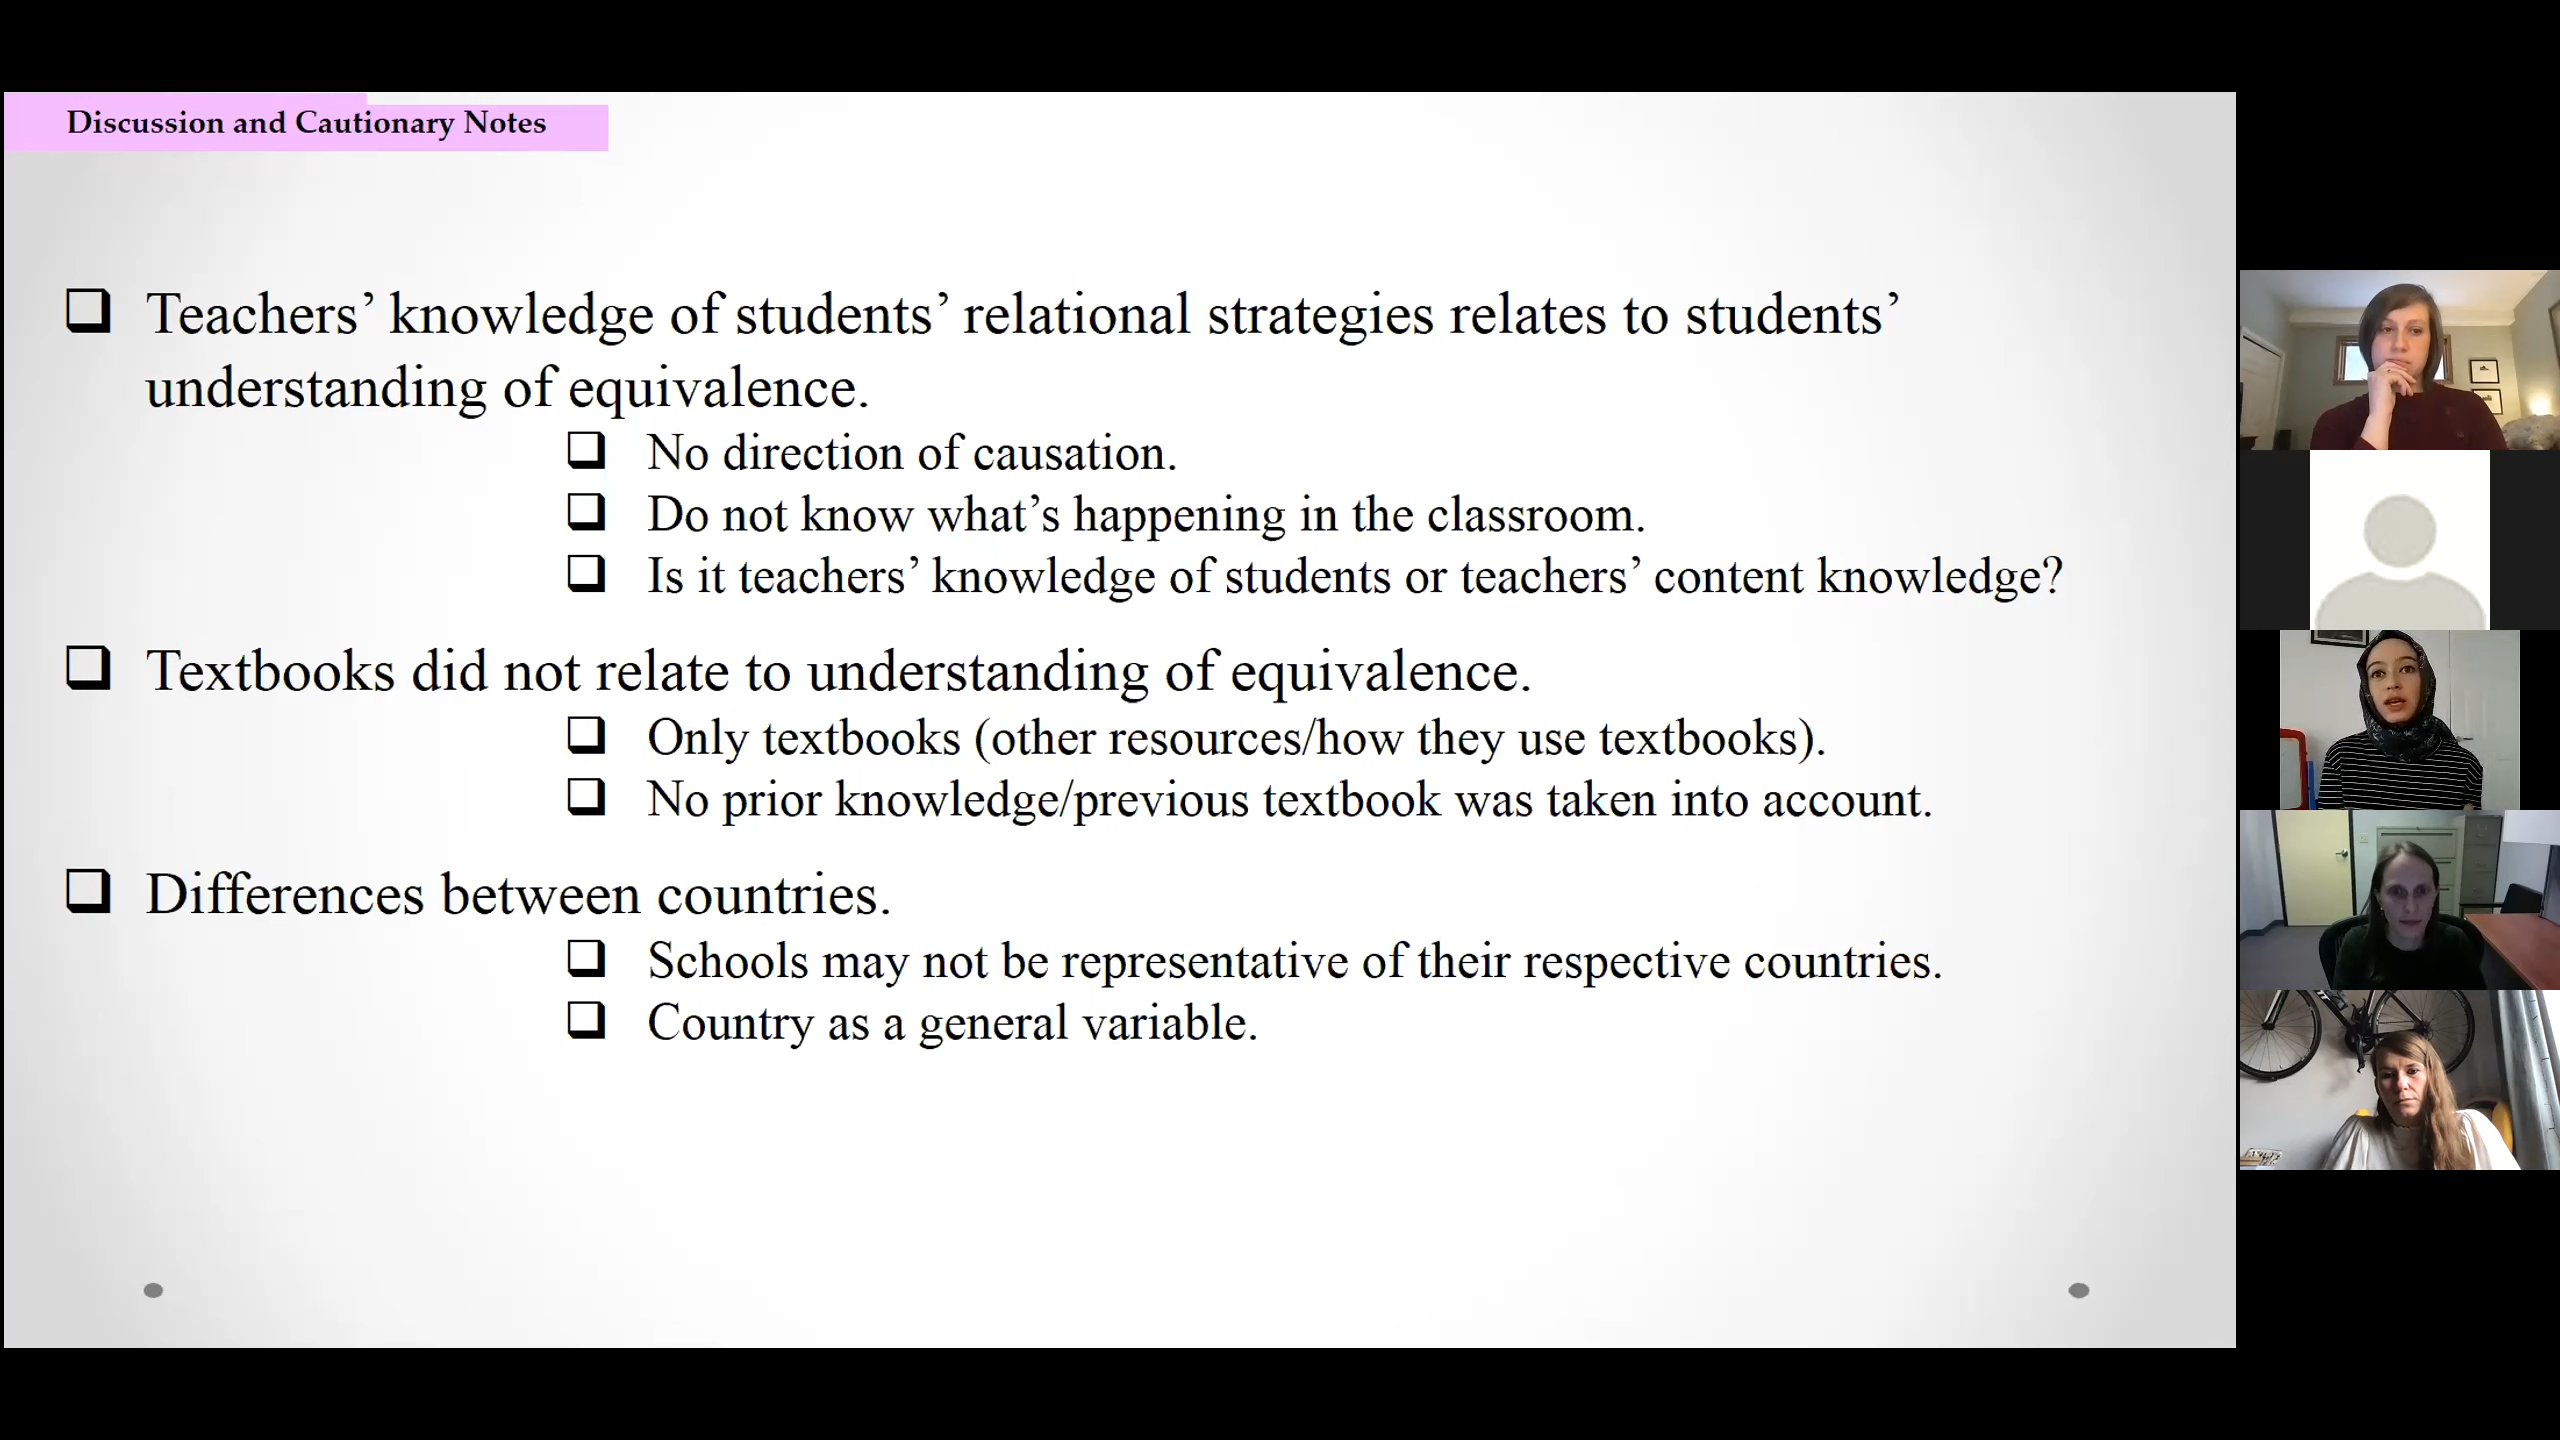 Discussion and Cautionary Notes
Teachers’ knowledge of students’ relational strategies relates to students’
understanding of equivalence.
No direction of causation.
Do not know what’s happening in the classroom.
Is it teachers’ knowledge of students or teachers’ content knowledge?
Textbooks did not relate to understanding of equivalence.
Only textbooks (other resources/how they use textbooks).
No prior knowledge/previous textbook was taken into account.
Differences between countries.
Schools may not be representative of their respective countries.
Country as a general variable.